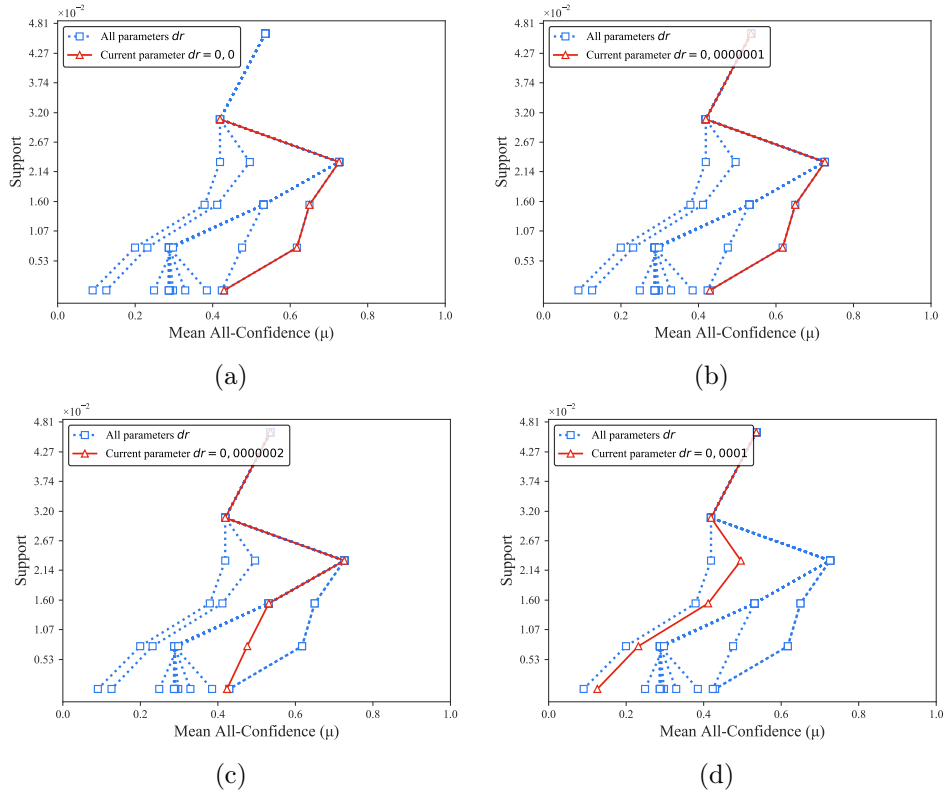 ×10⁻²
4.81
4.27
3.74
3.20
2.67
2.14
1.60
1.07
0.53
Support
All parameters dr
Current parameter dr = 0, 0
0.0 0.2 0.4 0.6 0.8 1.0
Mean All-Confidence (μ)
(a)
×10⁻²
4.81
4.27
3.74
3.20
2.67
2.14
1.60
1.07
0.53
Support
All parameters dr
Current parameter dr = 0, 0000001
0.0 0.2 0.4 0.6 0.8 1.0
Mean All-Confidence (μ)
(b)
×10⁻²
4.81
4.27
3.74
3.20
2.67
2.14
1.60
1.07
0.53
Support
All parameters dr
Current parameter dr = 0, 0000002
0.0 0.2 0.4 0.6 0.8 1.0
Mean All-Confidence (μ)
(c)
×10⁻²
4.81
4.27
3.74
3.20
2.67
2.14
1.60
1.07
0.53
Support
All parameters dr
Current parameter dr = 0, 0001
0.0 0.2 0.4 0.6 0.8 1.0
Mean All-Confidence (μ)
(d)